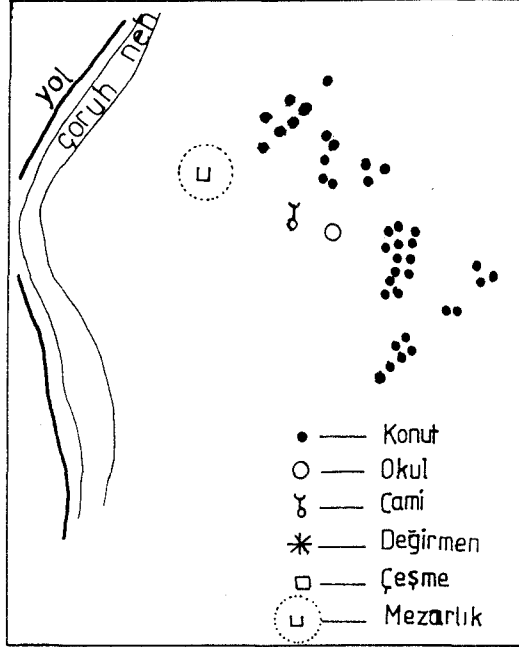 yol
Çoruh neh
Konut
Okul
Cami
Değirmen
Çeşme
Mezarlık